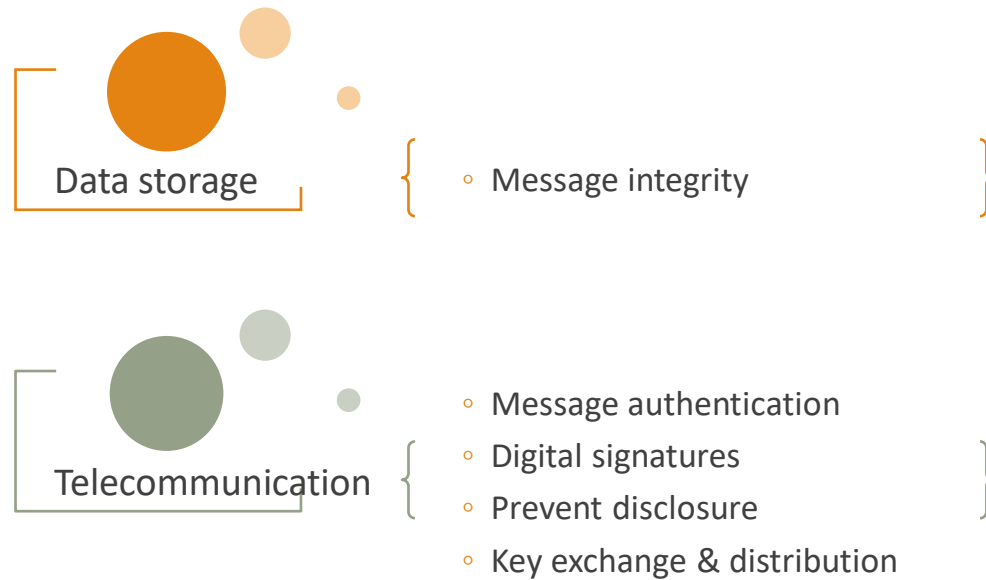 Data storage
◦ Message integrity
Telecommunication
◦ Message authentication
◦ Digital signatures
◦ Prevent disclosure
◦ Key exchange & distribution